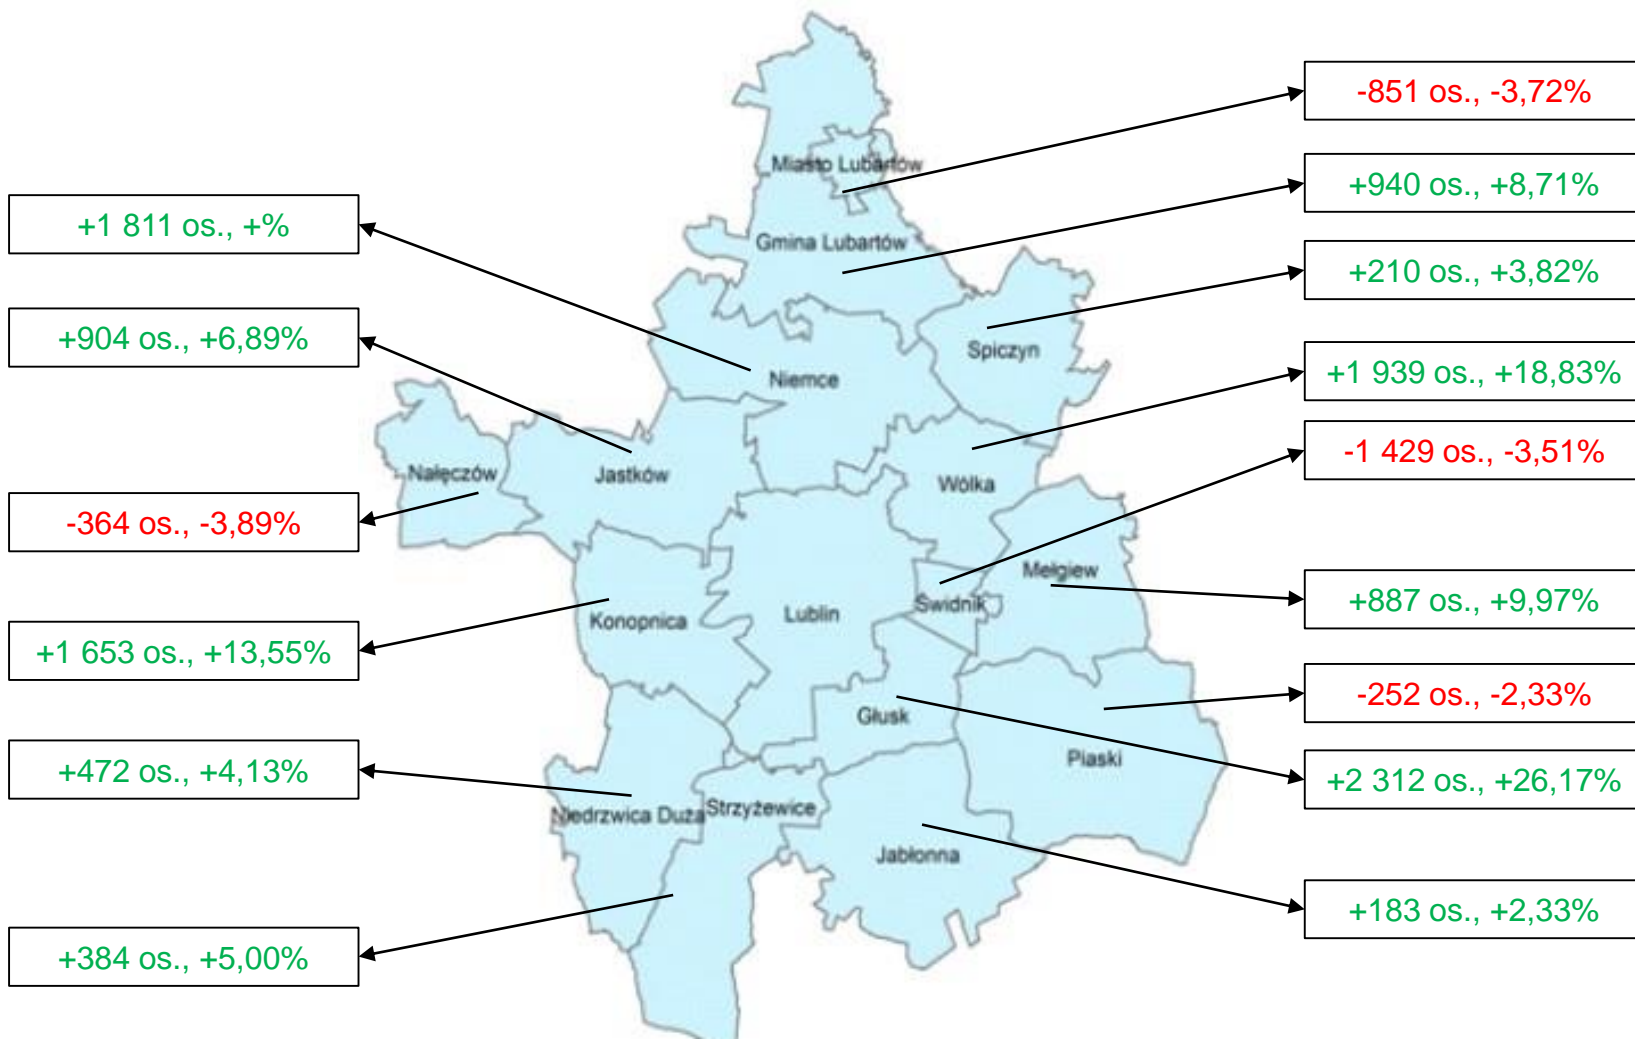 -851 os., -3,72%
Miasto Lubartów
+940 os., +8,71%
+1 811 os., +%
Gmina Lubartów
+210 os., +3,82%
+904 os., +6,89%
Spiczyn
+1 939 os., +18,83%
Niemce
-1 429 os., -3,51%
Nałęczów
Jastków
Wólka
-364 os., -3,89%
Mełgiew
+887 os., +9,97%
Świdnik
Lublin
Konopnica
+1 653 os., +13,55%
-252 os., -2,33%
Głusk
Piaski
+472 os., +4,13%
+2 312 os., +26,17%
Niedrzwica Duża
Strzyżewice
Jabłonna
+183 os., +2,33%
+384 os., +5,00%